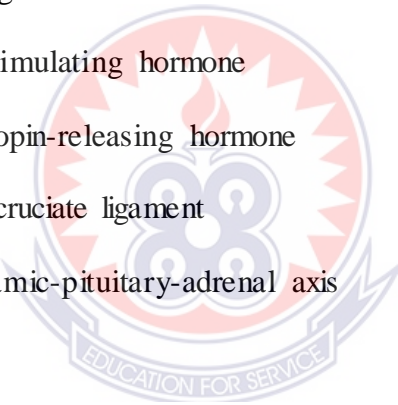 imulating hormone
opin-releasing hormone
cruciate ligament
amic-pituitary-adrenal axis
EDUCATION FOR SERVICE